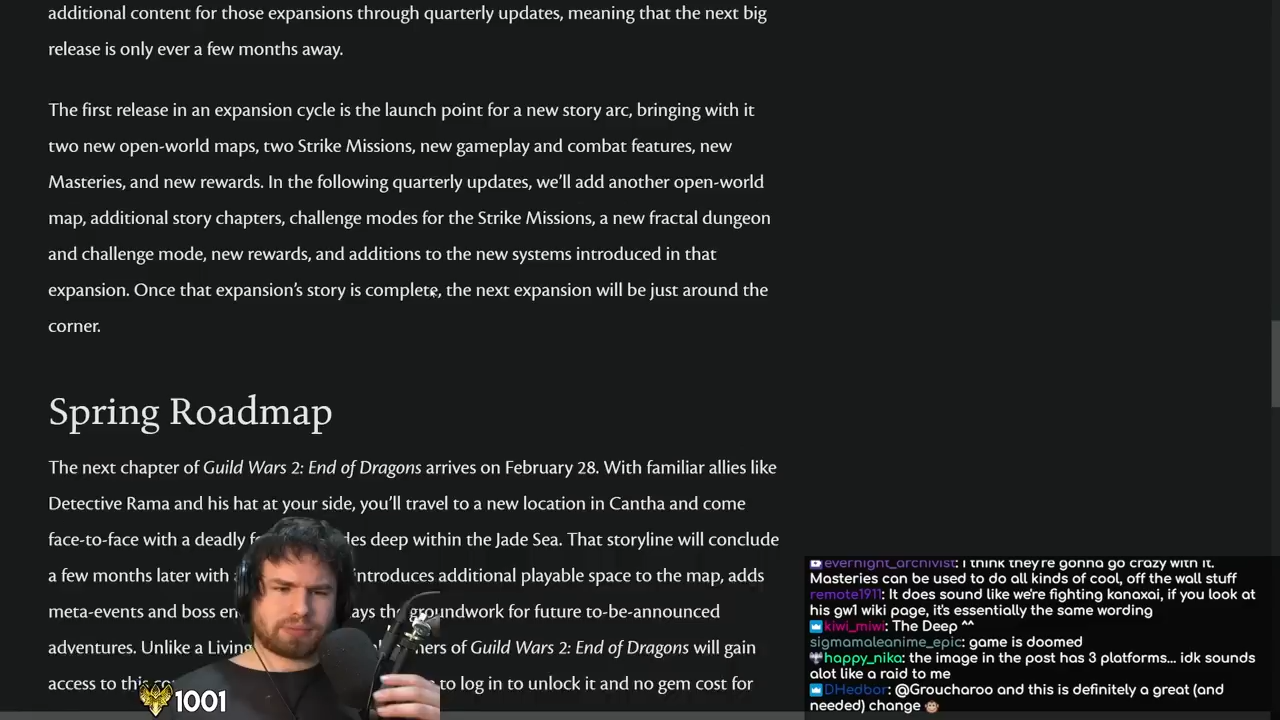 additional content for those expansions through quarterly updates, meaning that the next big
release is only ever a few months away.
The first release in an expansion cycle is the launch point for a new story arc, bringing with it
two new open-world maps, two Strike Missions, new gameplay and combat features, new
Masteries, and new rewards. In the following quarterly updates, we'll add another open-world
map, additional story chapters, challenge modes for the Strike Missions, a new fractal dungeon
and challenge mode, new rewards, and additions to the new systems introduced in that
expansion. Once that expansion's story is complete, the next expansion will be just around the
corner.
Spring Roadmap
The next chapter of Guild Wars 2: End of Dragons arrives on February 28. With familiar allies like
Detective Rama and his hat at your side, you'll travel to a new location in Cantha and come
face-to-face with a deadly des deep within the Jade Sea. That storyline will conclude
a few months later with introduces additional playable space to the map, adds
meta-events and boss en ays the groundwork for future to-be-announced
adventures. Unlike a Living ners of Guild Wars 2: End of Dragons will gain
access to this to log in to unlock it and no gem cost for
1001
evernight_archivist: I think they're gonna go crazy with it.
Masteries can be used to do all kinds of cool, off the wall stuff
remote1911: It does sound like we're fighting kanaxai, if you look at
his gw1 wiki page, it's essentially the same wording
kiwi_miwi: The Deep ^^
sigmamaleanime_epic: game is doomed
happy_nika: the image in the post has 3 platforms... idk sounds
alot like a raid to me
DHedbor: @Groucharoo and this is definitely a great (and
needed) change